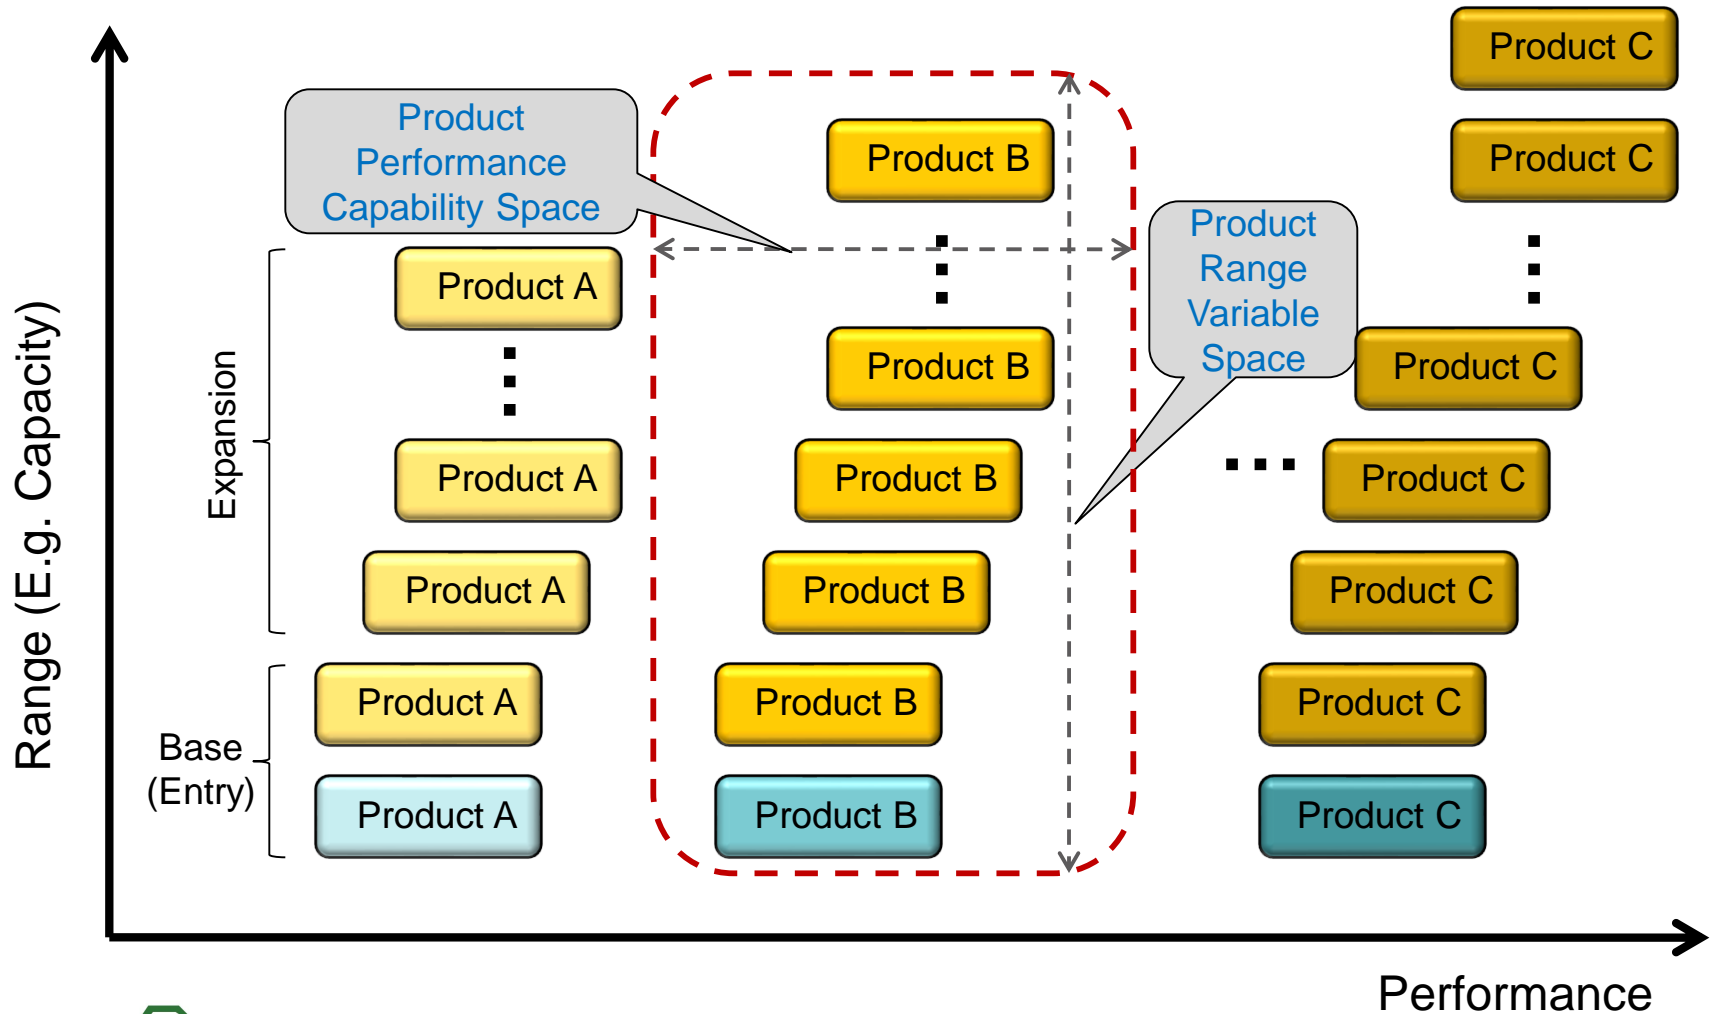 Product C
Product
Performance
Capability Space
Product B
Product C
Product
Range
Variable
Space
Product A
Product B
Product C
Expansion
Range (E.g. Capacity)
Product A
Product B
Product C
Product A
Product B
Product C
Product A
Product B
Product C
Base
(Entry)
Product A
Product B
Product C
Performance